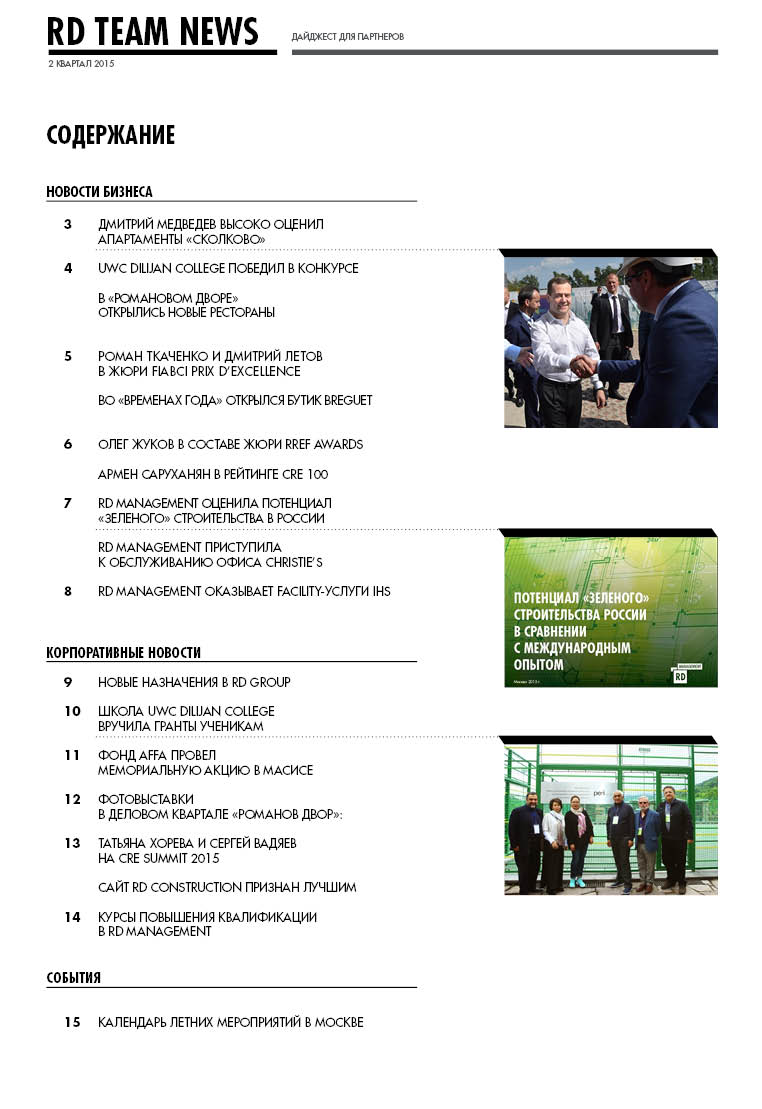 RD TEAM NEWS
ДАЙДЖЕСТ ДЛЯ ПАРТНЕРОВ
2 КВАРТАЛ 2015
СОДЕРЖАНИЕ
НОВОСТИ БИЗНЕСА
3 ДМИТРИЙ МЕДВЕДЕВ ВЫСОКО ОЦЕНИЛ
АПАРТАМЕНТЫ «СКОЛКОВО»
4 UWC DILIJAN COLLEGE ПОБЕДИЛ В КОНКУРСЕ
В «РОМАНОВОМ ДВОРЕ»
ОТКРЫЛИСЬ НОВЫЕ РЕСТОРАНЫ
5 РОМАН ТКАЧЕНКО И ДМИТРИЙ ЛЕТОВ
В ЖЮРИ FIABCI PRIX D’EXCELLENCE
ВО «ВРЕМЕНАХ ГОДА» ОТКРЫЛСЯ БУТИК BREGUET
6 ОЛЕГ ЖУКОВ В СОСТАВЕ ЖЮРИ RREF AWARDS
АРМЕН САРУХАНЯН В РЕЙТИНГЕ CRE 100
7 RD MANAGEMENT ОЦЕНИЛА ПОТЕНЦИАЛ
«ЗЕЛЕНОГО» СТРОИТЕЛЬСТВА В РОССИИ
RD MANAGEMENT ПРИСТУПИЛА
К ОБСЛУЖИВАНИЮ ОФИСА CHRISTIE’S
8 RD MANAGEMENT ОКАЗЫВАЕТ FACILITY-УСЛУГИ IHS
ПОТЕНЦИАЛ «ЗЕЛЕНОГО»
СТРОИТЕЛЬСТВА РОССИИ
В СРАВНЕНИИ
С МЕЖДУНАРОДНЫМ
ОПЫТОМ
Москва 2015 г.
MANAGEMENT
RD
КОРПОРАТИВНЫЕ НОВОСТИ
9 НОВЫЕ НАЗНАЧЕНИЯ В RD GROUP
10 ШКОЛА UWC DILIJAN COLLEGE
ВРУЧИЛА ГРАНТЫ УЧЕНИКАМ
11 ФОНД AFFA ПРОВЕЛ
МЕМОРИАЛЬНУЮ АКЦИЮ В МАСИСЕ
12 ФОТОВЫСТАВКИ
В ДЕЛОВОМ КВАРТАЛЕ «РОМАНОВ ДВОР»:
13 ТАТЬЯНА ХОРЕВА И СЕРГЕЙ ВАДЯЕВ
НА CRE SUMMIT 2015
САЙТ RD CONSTRUCTION ПРИЗНАН ЛУЧШИМ
14 КУРСЫ ПОВЫШЕНИЯ КВАЛИФИКАЦИИ
В RD MANAGEMENT
СОБЫТИЯ
15 КАЛЕНДАРЬ ЛЕТНИХ МЕРОПРИЯТИЙ В МОСКВЕ